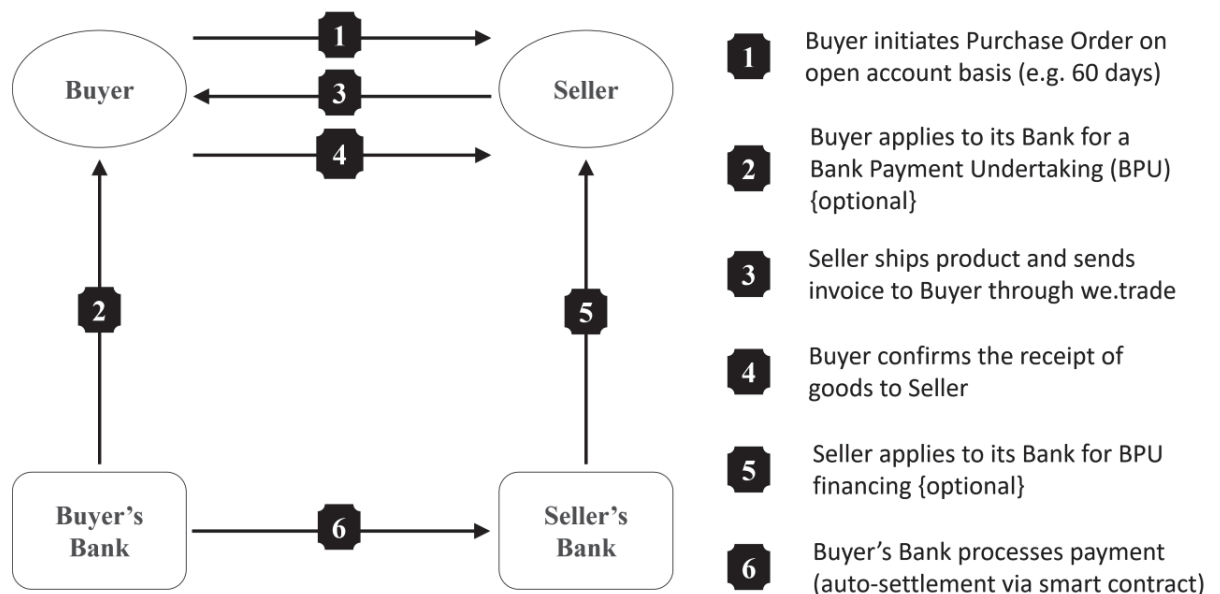 1
Buyer
3
Seller
4
2
5
Buyer's
Bank
6
Seller's
Bank
1
Buyer initiates Purchase Order on
open account basis (e.g. 60 days)
2
Buyer applies to its Bank for a
Bank Payment Undertaking (BPU)
{optional}
3
Seller ships product and sends
invoice to Buyer through we.trade
4
Buyer confirms the receipt of
goods to Seller
5
Seller applies to its Bank for BPU
financing {optional}
6
Buyer's Bank processes payment
(auto-settlement via smart contract)